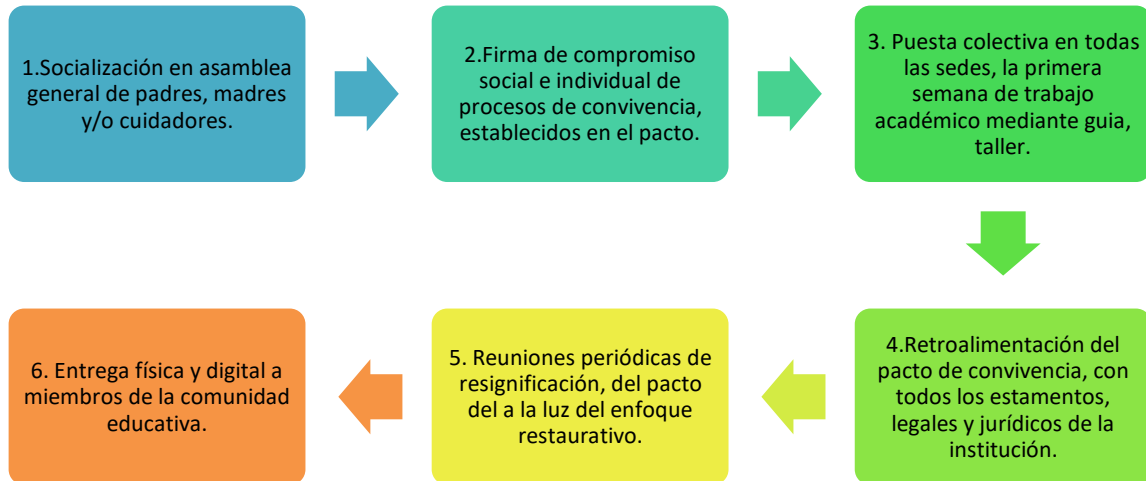 1.Socialización en asamblea
general de padres, madres
y/o cuidadores.
2.Firma de compromiso
social e individual de
procesos de convivencia,
establecidos en el pacto.
3. Puesta colectiva en todas
las sedes, la primera
semana de trabajo
académico mediante guia,
taller.
4.Retroalimentación del
pacto de convivencia, con
todos los estamentos,
legales y jurídicos de la
institución.
5. Reuniones periódicas de
resignificación, del pacto
del a la luz del enfoque
restaurativo.
6. Entrega física y digital a
miembros de la comunidad
educativa.